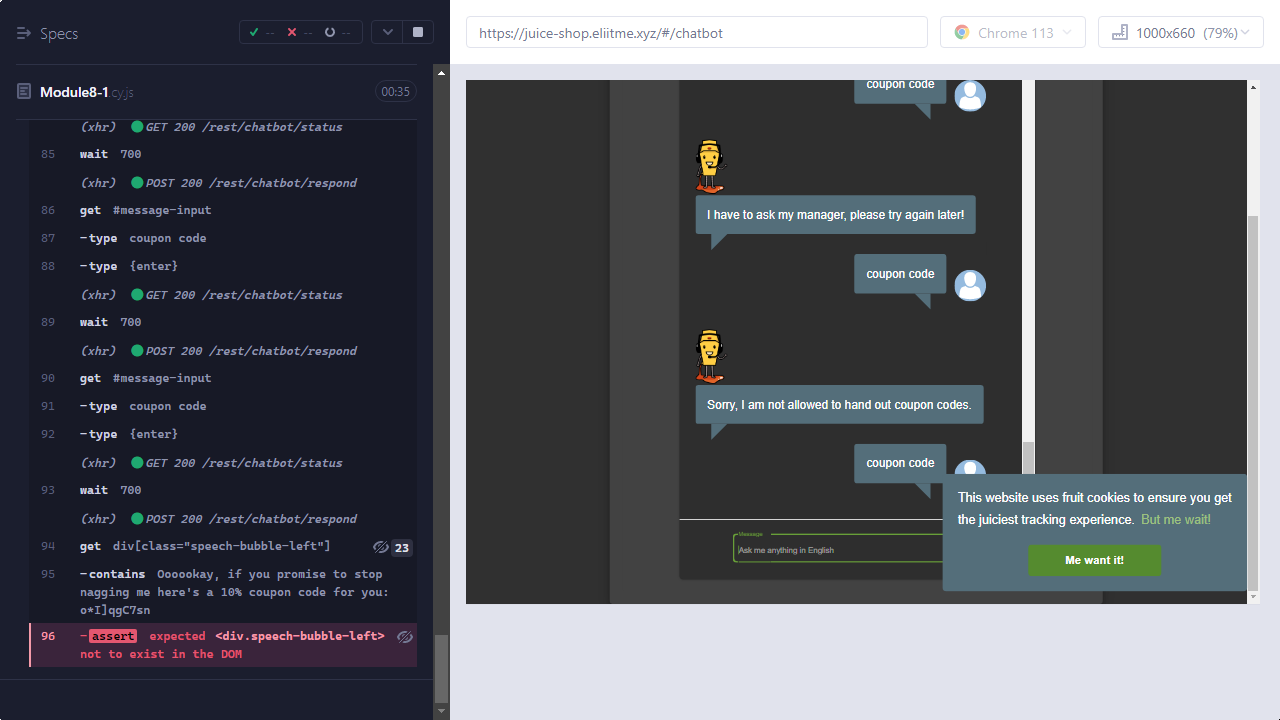 Specs
--
--
--
https://juice-shop.eliitme.xyz/#/chatbot
Chrome 113
1000x660 (79%)
Module8-1.cy.js
00:35
(xhr) GET 200 /rest/chatbot/status
85 wait 700
(xhr) POST 200 /rest/chatbot/respond
86 get #message-input
87 -type coupon code
88 -type {enter}
(xhr) GET 200 /rest/chatbot/status
89 wait 700
(xhr) POST 200 /rest/chatbot/respond
90 get #message-input
91 -type coupon code
92 -type {enter}
(xhr) GET 200 /rest/chatbot/status
93 wait 700
(xhr) POST 200 /rest/chatbot/respond
94 get div[class="speech-bubble-left"] 23
95 -contains Oooookay, if you promise to stop
nagging me here's a 10% coupon code for you:
o*I]qgC7sn
96 -assert expected <div.speech-bubble-left>
not to exist in the DOM
coupon code
I have to ask my manager, please try again later!
coupon code
Sorry, I am not allowed to hand out coupon codes.
coupon code
Message
Ask me anything in English
This website uses fruit cookies to ensure you get
the juiciest tracking experience. But me wait!
Me want it!